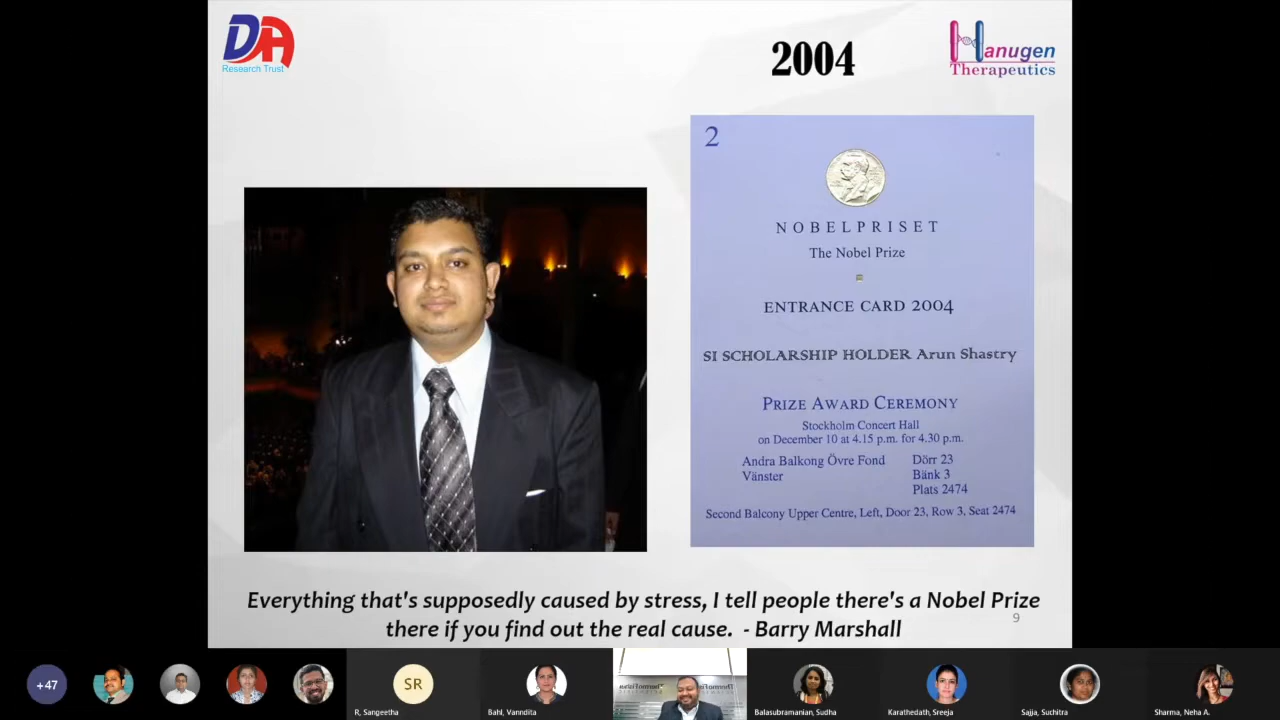 DA
Research Trust
2004
Hanugen
Therapeutics
2
NOBELPRISET
The Nobel Prize
ENTRANCE CARD 2004
SI SCHOLARSHIP HOLDER Arun Shastry
PRIZE AWARD CEREMONY
Stockholm Concert Hall
on December 10 at 4.15 p.m. for 4.30 p.m.
Andra Balkong Övre Fond
Vänster
Dörr 23
Bänk 3
Plats 2474
Second Balcony Upper Centre, Left, Door 23, Row 3, Seat 2474
Everything that's supposedly caused by stress, I tell people there's a Nobel Prize
there if you find out the real cause. - Barry Marshall
9
+47
SR
R, Sangeetha
Bahl, Vanndita
Balasubramanian, Sudha
Karathedath, Sreeja
Sajja, Suchitra
Sharma, Neha A.